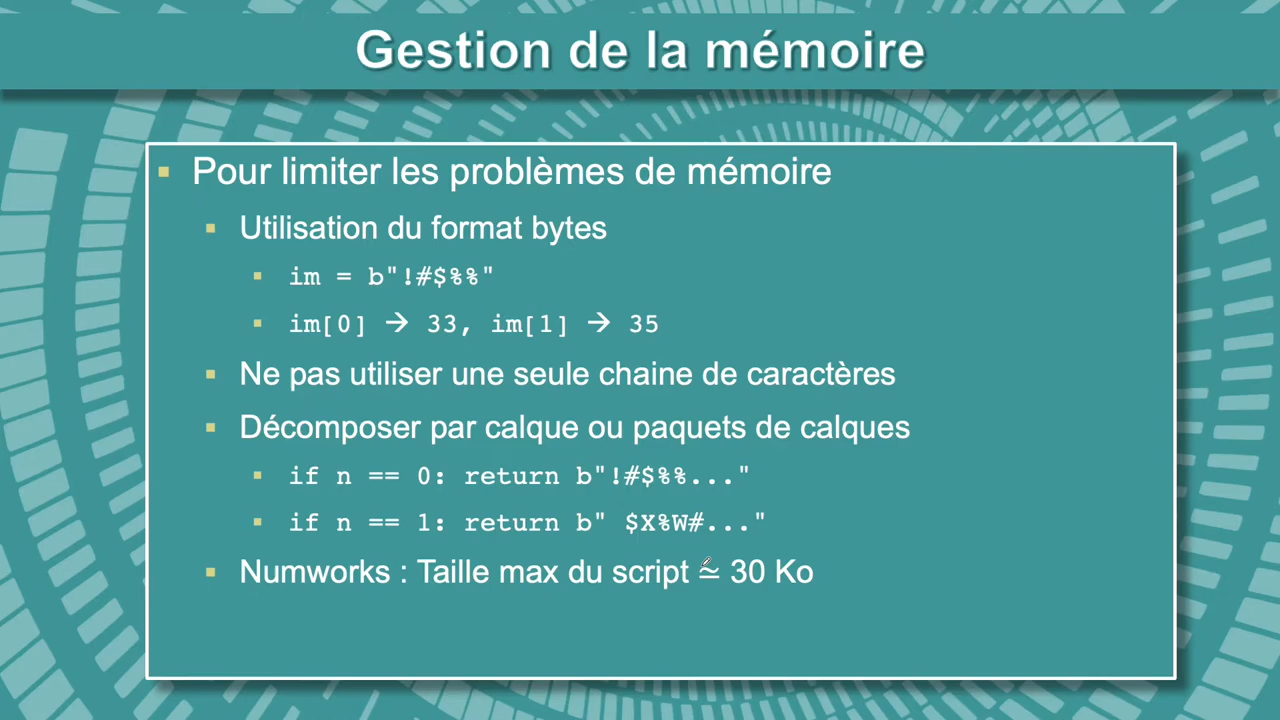 Gestion de la mémoire
▪ Pour limiter les problèmes de mémoire
▪ Utilisation du format bytes
▪ im = b"!#$%%"
▪ im[0] → 33, im[1] → 35
▪ Ne pas utiliser une seule chaine de caractères
▪ Décomposer par calque ou paquets de calques
▪ if n == 0: return b"!#$%%..."
▪ if n == 1: return b" $X%W#..."
▪ Numworks : Taille max du script ≃ 30 Ko